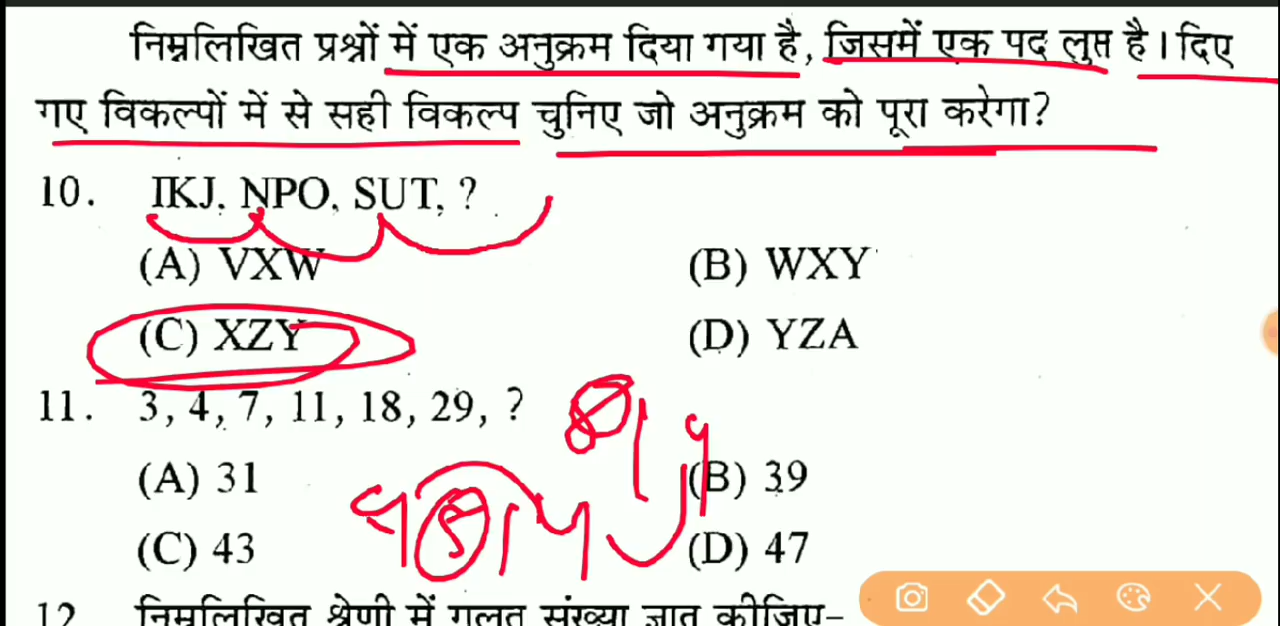 निम्नलिखित प्रश्नों में एक अनुक्रम दिया गया है, जिसमें एक पद लुप्त है। दिए
गए विकल्पों में से सही विकल्प चुनिए जो अनुक्रम को पूरा करेगा?
10. IKJ, NPO, SUT, ?
(A) VXW (B) WXY
(C) XZY (D) YZA
11. 3, 4, 7, 11, 18, 29, ?
(A) 31 (B) 39
(C) 43 (D) 47
12 निम्नलिखित श्रेणी में गलत संख्या ज्ञात कीजिए–